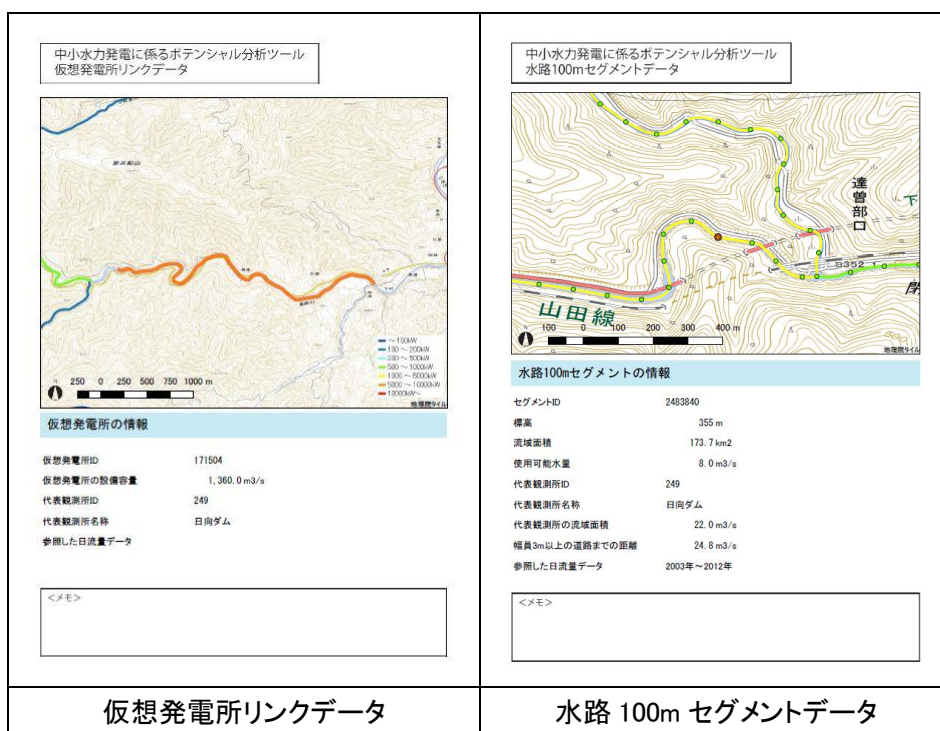 中小水力発電に係るポテンシャル分析ツール
仮想発電所リンクデータ
250 0 250 500 750 1000 m
～100kW
100～200kW
200～500kW
500～1000kW
1000～5000kW
5000～10000kW
10000kW～
地理院タイル
仮想発電所の情報
仮想発電所ID 171504
仮想発電所の設備容量 1,360.0 m3/s
代表観測所ID 249
代表観測所名称 日向ダム
参照した日流量データ
<メモ>
仮想発電所リンクデータ
中小水力発電に係るポテンシャル分析ツール
水路100mセグメントデータ
達曽部口
下
352
山田線
100 0 100 200 300 400 m
地理院タイル
水路100mセグメントの情報
セグメントID 2483840
標高 355 m
流域面積 173.7 km2
使用可能水量 8.0 m3/s
代表観測所ID 249
代表観測所名称 日向ダム
代表観測所の流域面積 22.0 m3/s
幅員3m以上の道路までの距離 24.8 m3/s
参照した日流量データ 2003年～2012年
<メモ>
水路 100m セグメントデータ